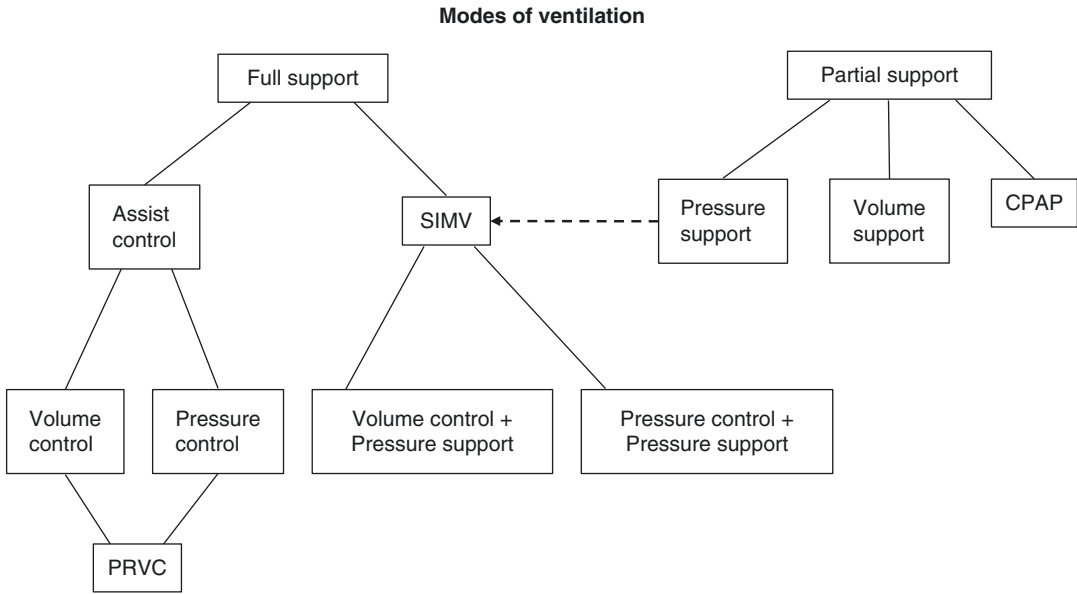 Modes of ventilation
Full support
Partial support
Assist
control
SIMV
Pressure
support
Volume
support
CPAP
Volume
control
Pressure
control
Volume control +
Pressure support
Pressure control +
Pressure support
PRVC